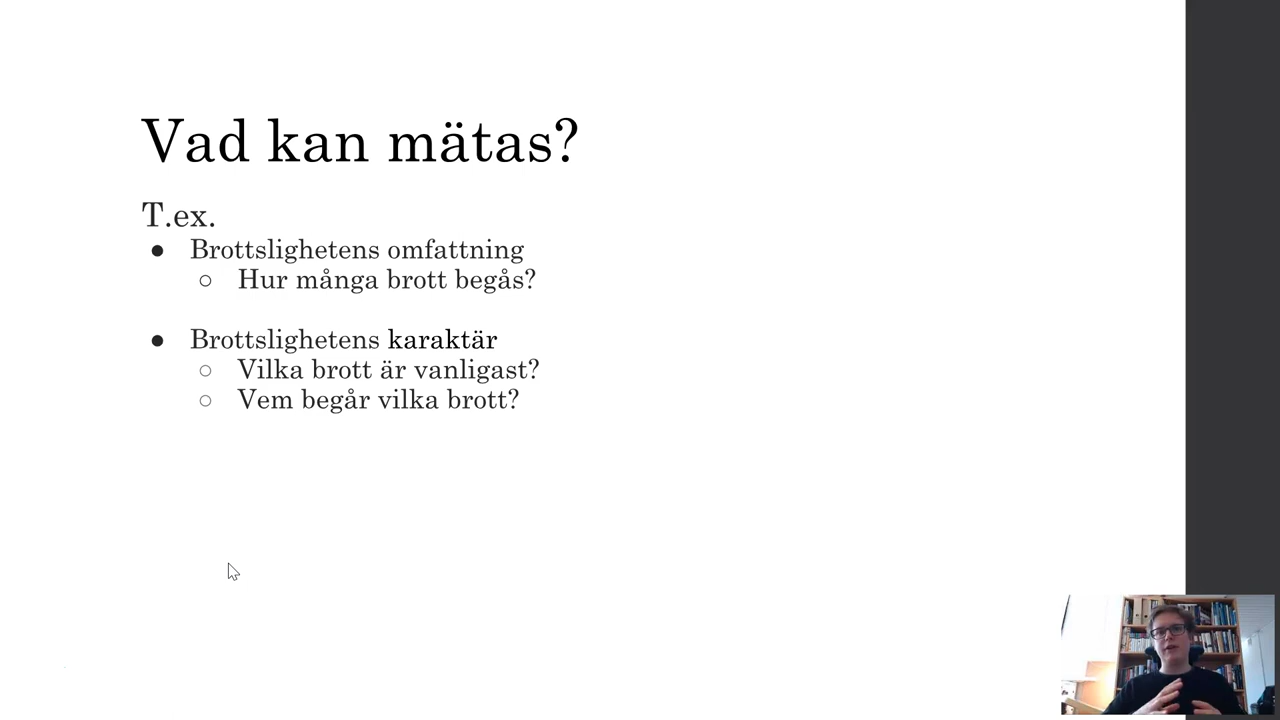 Vad kan mätas?
T.ex.
● Brottslighetens omfattning
○ Hur många brott begås?
● Brottslighetens karaktär
○ Vilka brott är vanligast?
○ Vem begår vilka brott?